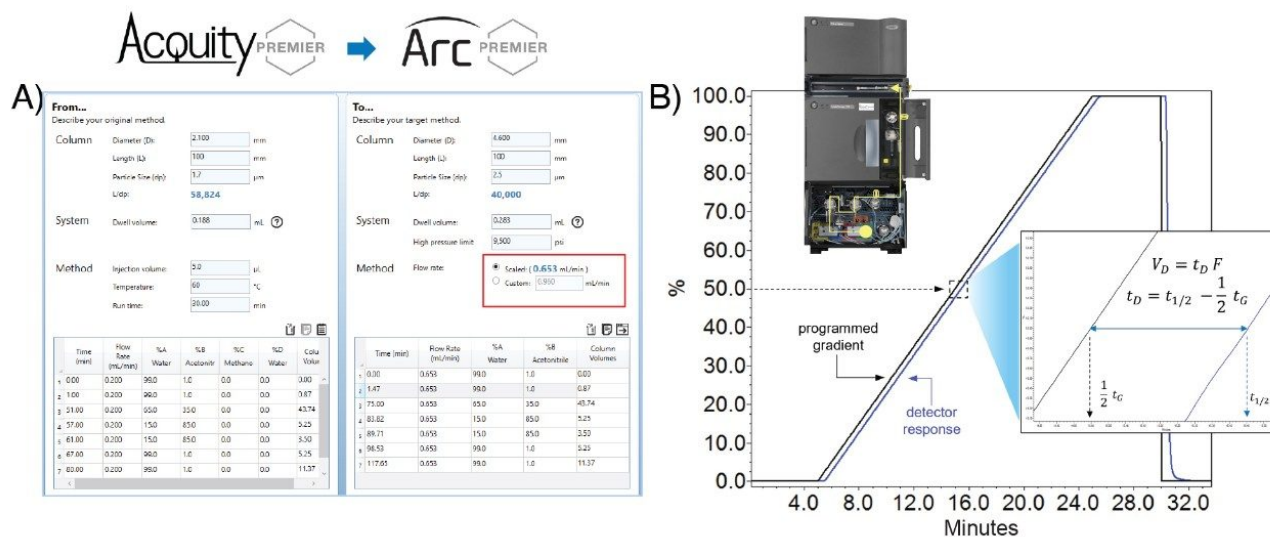 Acquity PREMIER Arc PREMIER
A)
From...
Describe your original method.
Column Diameter (D): 2.100 mm
Length (L): 100 mm
Particle Size (dp): 1.7 µm
L/dp: 58,824
System Dwell volume: 0.188 mL ?
Method Injection volume: 5.0 µL
Temperature: 60 °C
Run time: 30.00 min
Time (min) Flow Rate (mL/min) %A Water %B Acetonitr %C Methano %D Water Colu Volur
1 0.00 0.200 99.0 1.0 0.0 0.0 0.00
2 1.00 0.200 99.0 1.0 0.0 0.0 0.87
3 51.00 0.200 65.0 35.0 0.0 0.0 43.74
4 57.00 0.200 15.0 85.0 0.0 0.0 5.25
5 61.00 0.200 15.0 85.0 0.0 0.0 3.50
6 67.00 0.200 99.0 1.0 0.0 0.0 5.25
7 80.00 0.200 99.0 1.0 0.0 0.0 11.37
To...
Describe your target method.
Column Diameter (D): 4.600 mm
Length (L): 100 mm
Particle Size (dp): 2.5 µm
L/dp: 40,000
System Dwell volume: 0.283 mL ?
High pressure limit 9,500 psi
Method Flow rate: Scaled: ( 0.653 mL/min )
Custom: mL/min
Time (min) Flow Rate (mL/min) %A Water %B Acetonitrile Column Volumes
1 0.00 0.653 99.0 1.0 0.00
2 1.47 0.653 99.0 1.0 0.87
3 75.00 0.653 65.0 35.0 43.74
4 83.82 0.653 15.0 85.0 5.25
5 89.71 0.653 15.0 85.0 3.50
6 98.53 0.653 99.0 1.0 5.25
7 117.65 0.653 99.0 1.0 11.37
B)
100.0
90.0
80.0
70.0
60.0
50.0
40.0
30.0
20.0
10.0
0.0
%
programmed
gradient
detector
response
V_D = t_D F
t_D = t_{1/2} − 1/2 t_G
1/2 t_G
t_{1/2}
4.0 8.0 12.0 16.0 20.0 24.0 28.0 32.0
Minutes